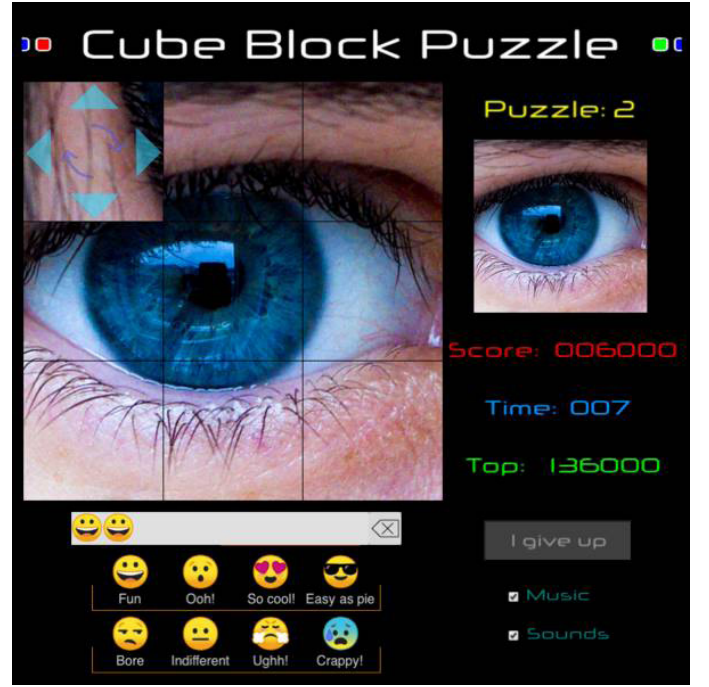 Cube Block Puzzle
Puzzle: 2
Score: 006000
Time: 007
Top: 136000
I give up
Fun Ooh! So cool! Easy as pie
Music
Bore Indifferent Ughh! Crappy!
Sounds